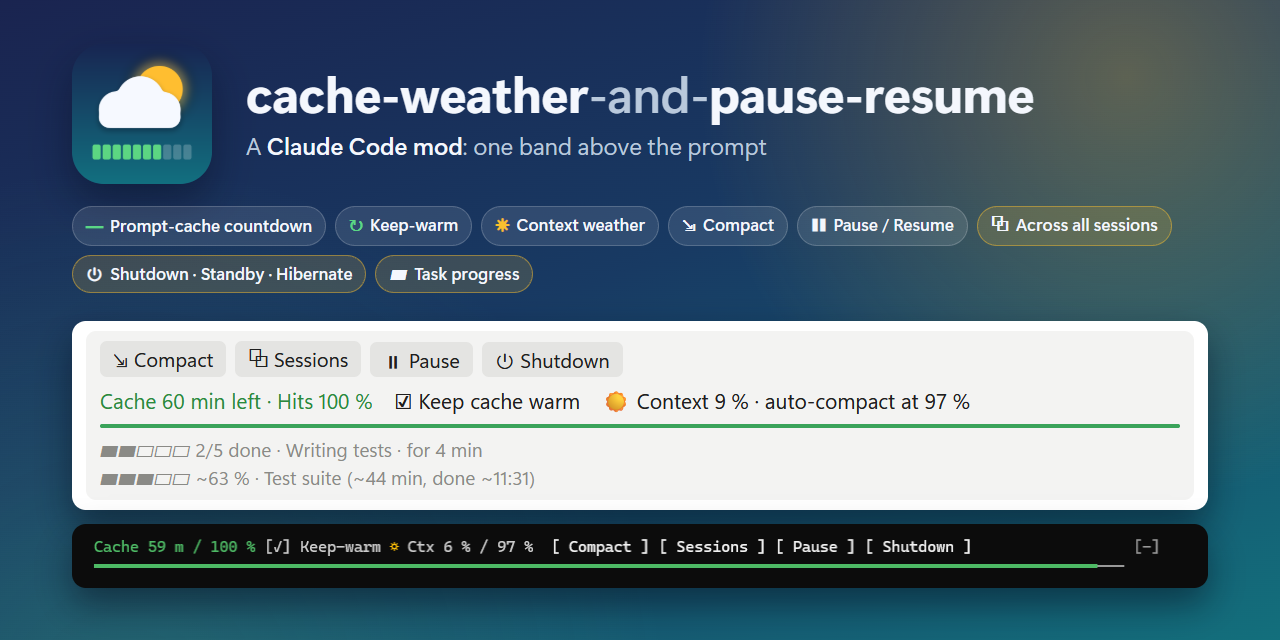 cache-weather-and-pause-resume
A Claude Code mod: one band above the prompt
Prompt-cache countdown Keep-warm Context weather Compact Pause / Resume Across all sessions
Shutdown · Standby · Hibernate Task progress
Compact Sessions Pause Shutdown
Cache 60 min left · Hits 100 % ☑ Keep cache warm Context 9 % · auto-compact at 97 %
▰▰▱▱▱ 2/5 done · Writing tests · for 4 min
▰▰▰▱▱ ~63 % · Test suite (~44 min, done ~11:31)
Cache 59 m / 100 % [√] Keep-warm ☼ Ctx 6 % / 97 % [ Compact ] [ Sessions ] [ Pause ] [ Shutdown ] [−]